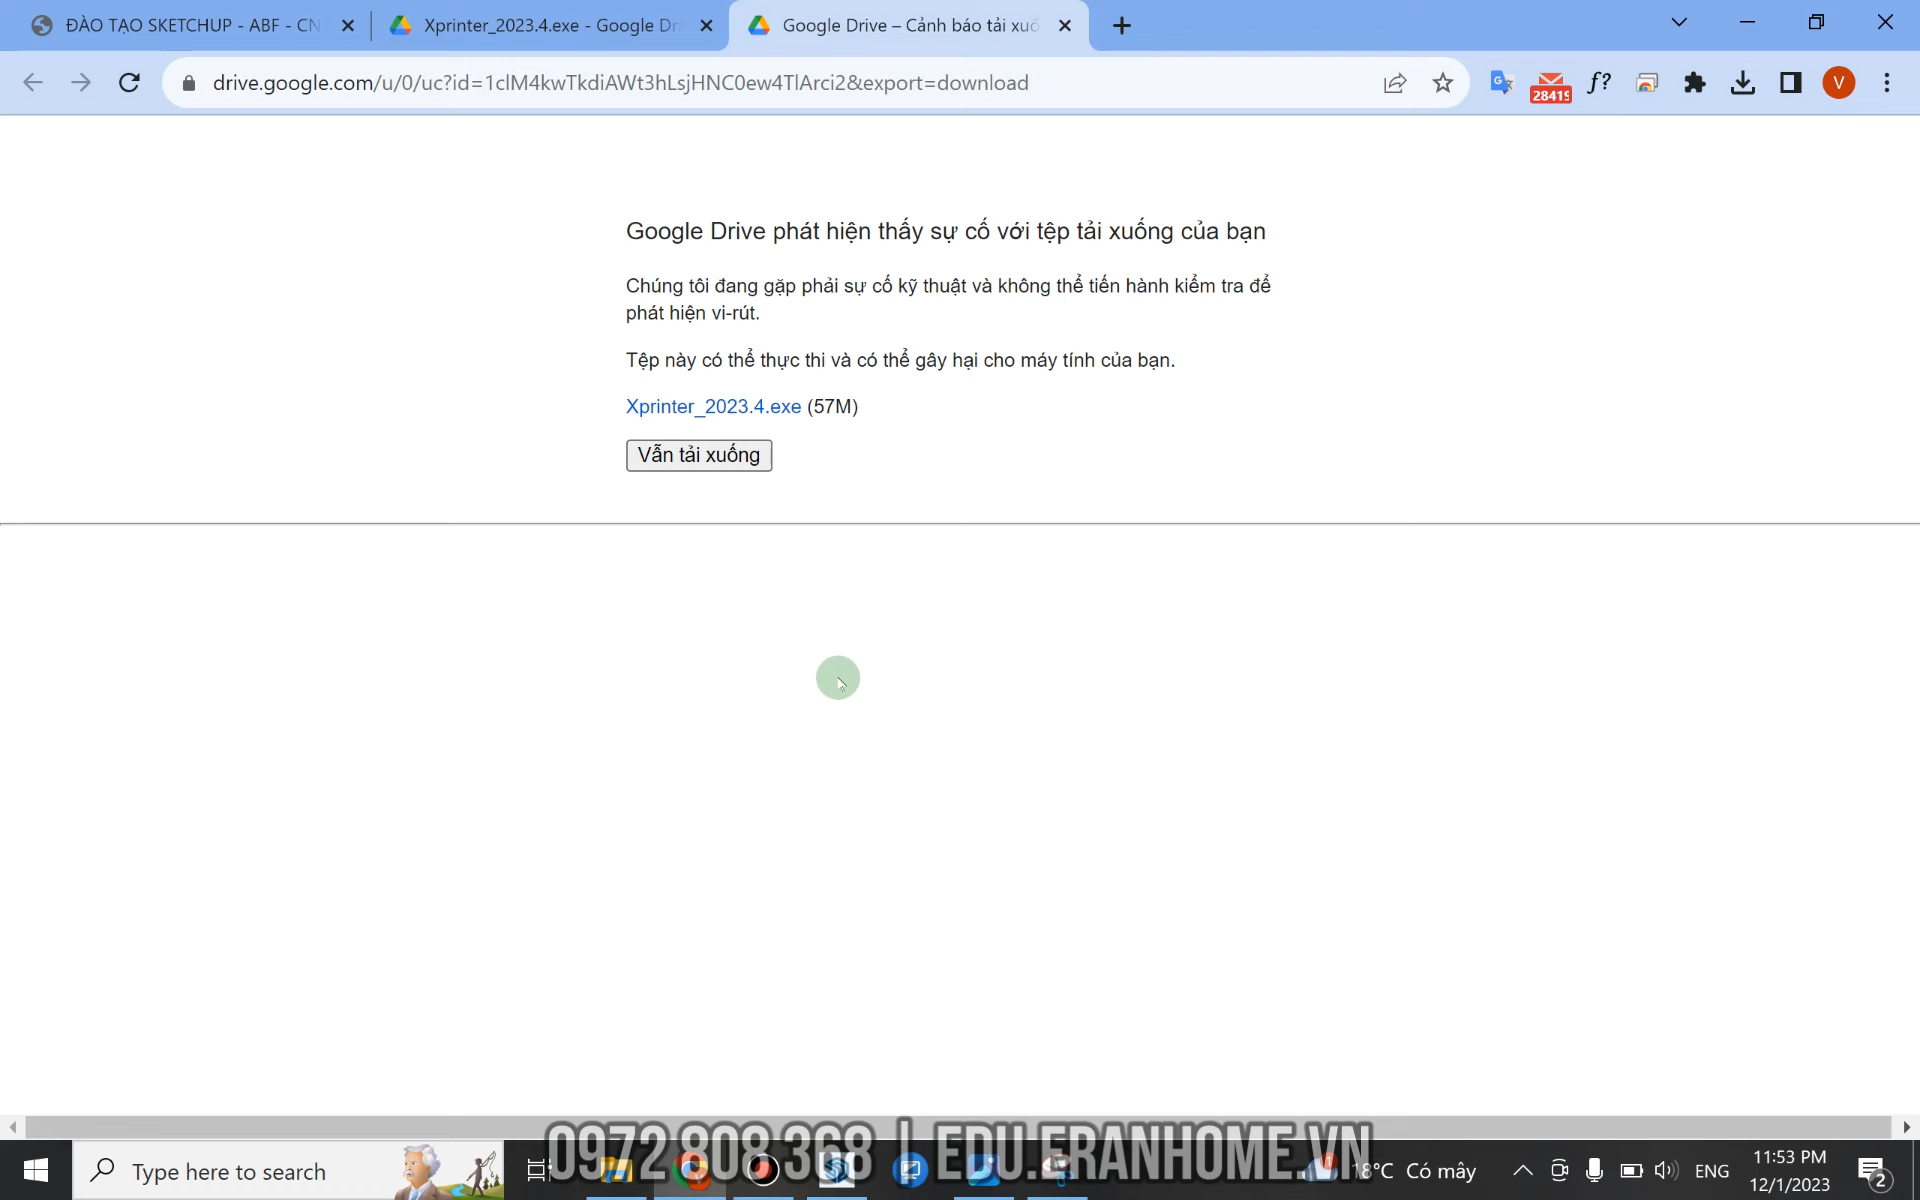 ĐÀO TẠO SKETCHUP - ABF - CN
Xprinter_2023.4.exe - Google Dr
Google Drive – Cảnh báo tải xuố
drive.google.com/u/0/uc?id=1clM4kwTkdiAWt3hLsjHNC0ew4TlArci2&export=download
28419
f?
V
Google Drive phát hiện thấy sự cố với tệp tải xuống của bạn
Chúng tôi đang gặp phải sự cố kỹ thuật và không thể tiến hành kiểm tra để
phát hiện vi-rút.
Tệp này có thể thực thi và có thể gây hại cho máy tính của bạn.
Xprinter_2023.4.exe (57M)
Vẫn tải xuống
0972 808 368 | EDU.ERANHOME.VN
Type here to search
18°C Có mây
ENG
11:53 PM
12/1/2023
2